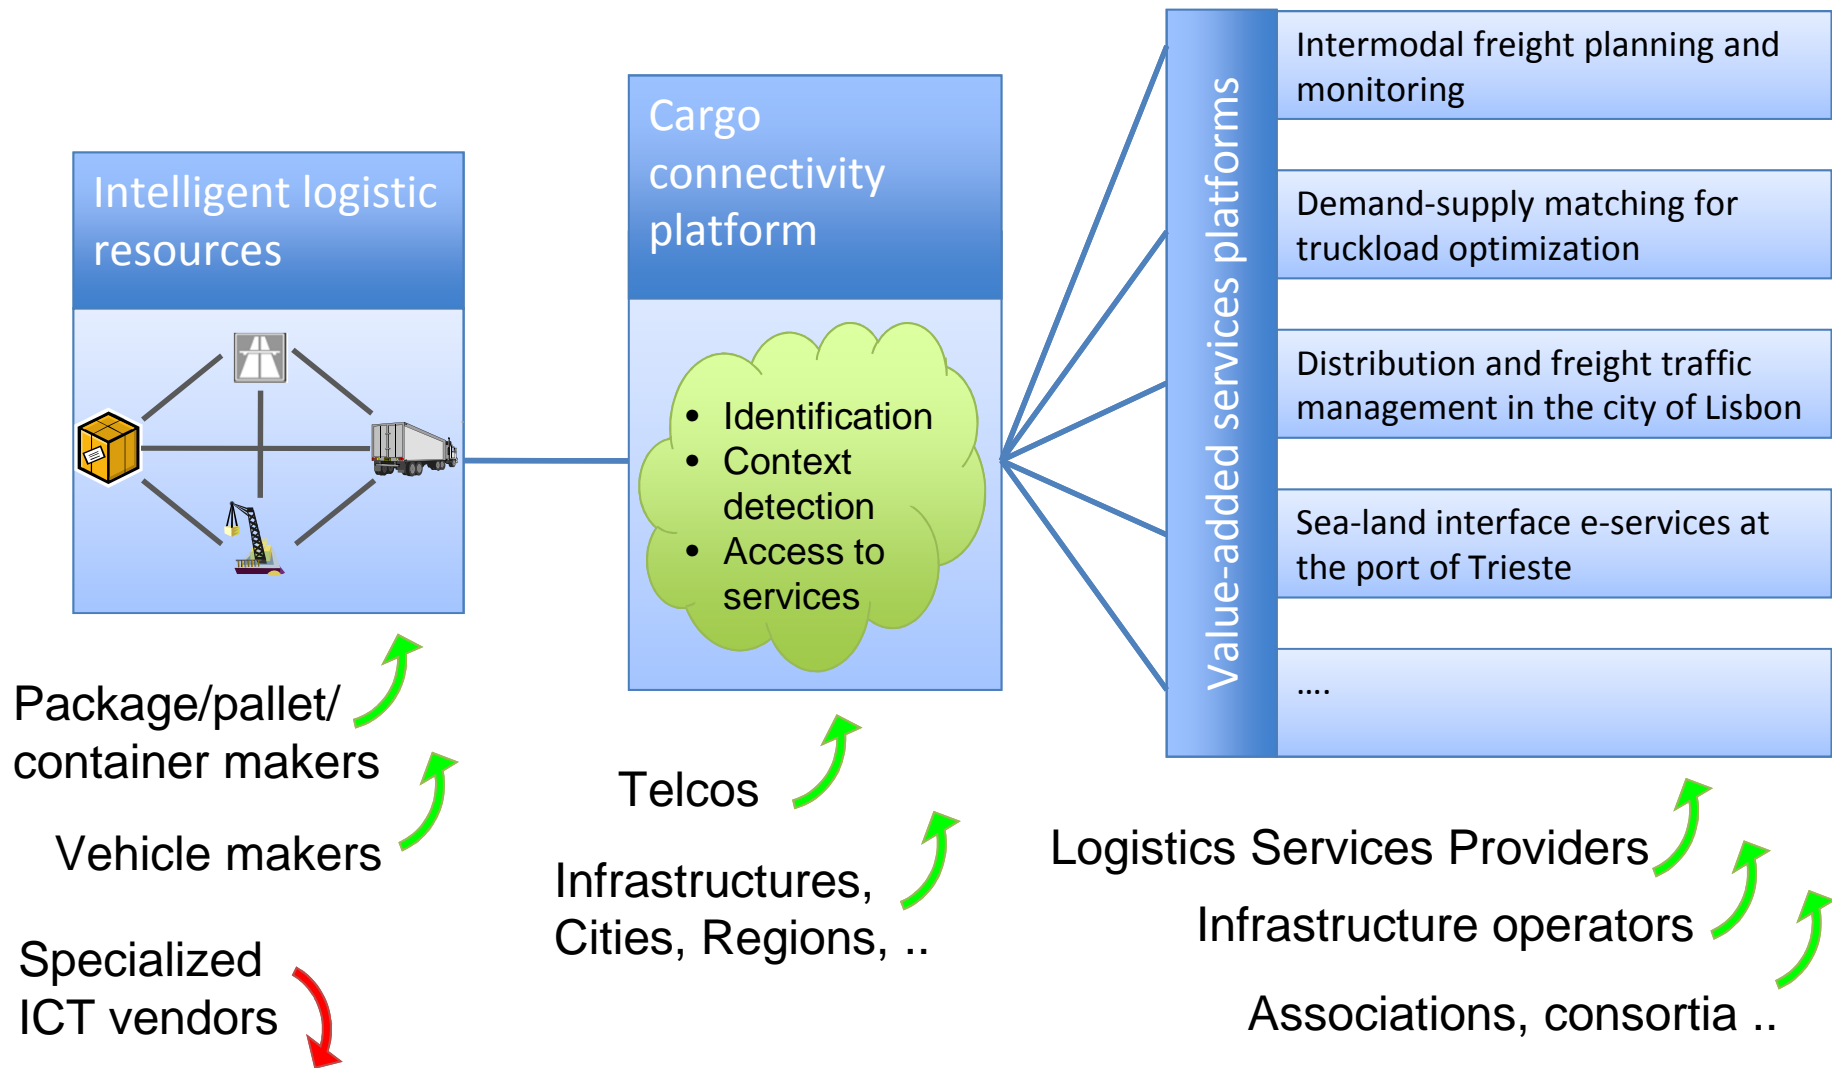 Intelligent logistic
resources
Cargo
connectivity
platform
• Identification
• Context
detection
• Access to
services
Value-added services platforms
Intermodal freight planning and
monitoring
Demand-supply matching for
truckload optimization
Distribution and freight traffic
management in the city of Lisbon
Sea-land interface e-services at
the port of Trieste
....
Package/pallet/
container makers
Vehicle makers
Specialized
ICT vendors
Telcos
Infrastructures,
Cities, Regions, ..
Logistics Services Providers
Infrastructure operators
Associations, consortia ..